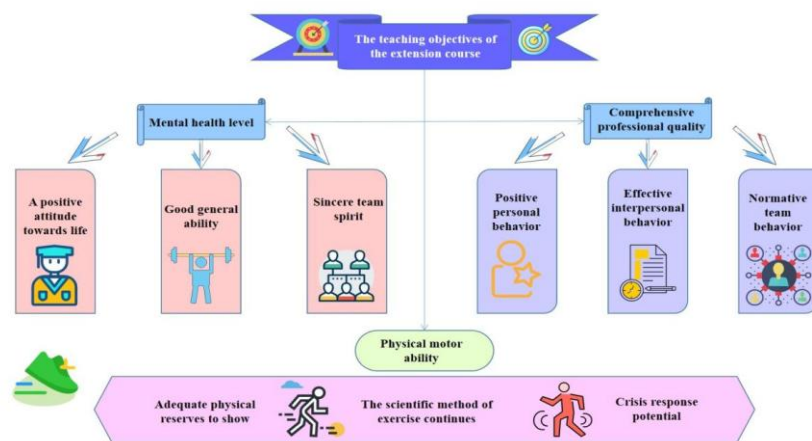 The teaching objectives of
the extension course
Mental health level
Comprehensive
professional quality
A positive
attitude
towards life
Good general
ability
Sincere team
spirit
Positive
personal
behavior
Effective
interpersonal
behavior
Normative
team
behavior
Physical motor
ability
Adequate physical
reserves to show
The scientific method of
exercise continues
Crisis response
potential